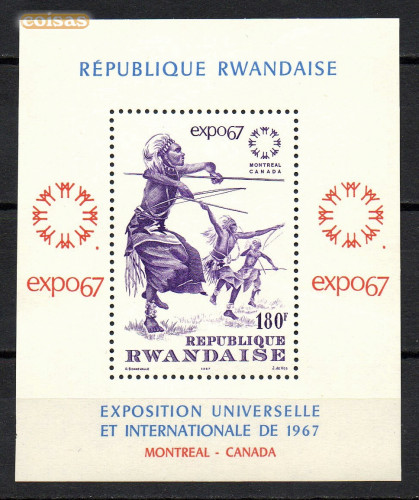 coisas
RÉPUBLIQUE RWANDAISE
expo67
MONTREAL
CANADA
expo67
expo67
180F
REPUBLIQUE
RWANDAISE
1967
EXPOSITION UNIVERSELLE
ET INTERNATIONALE DE 1967
MONTREAL - CANADA